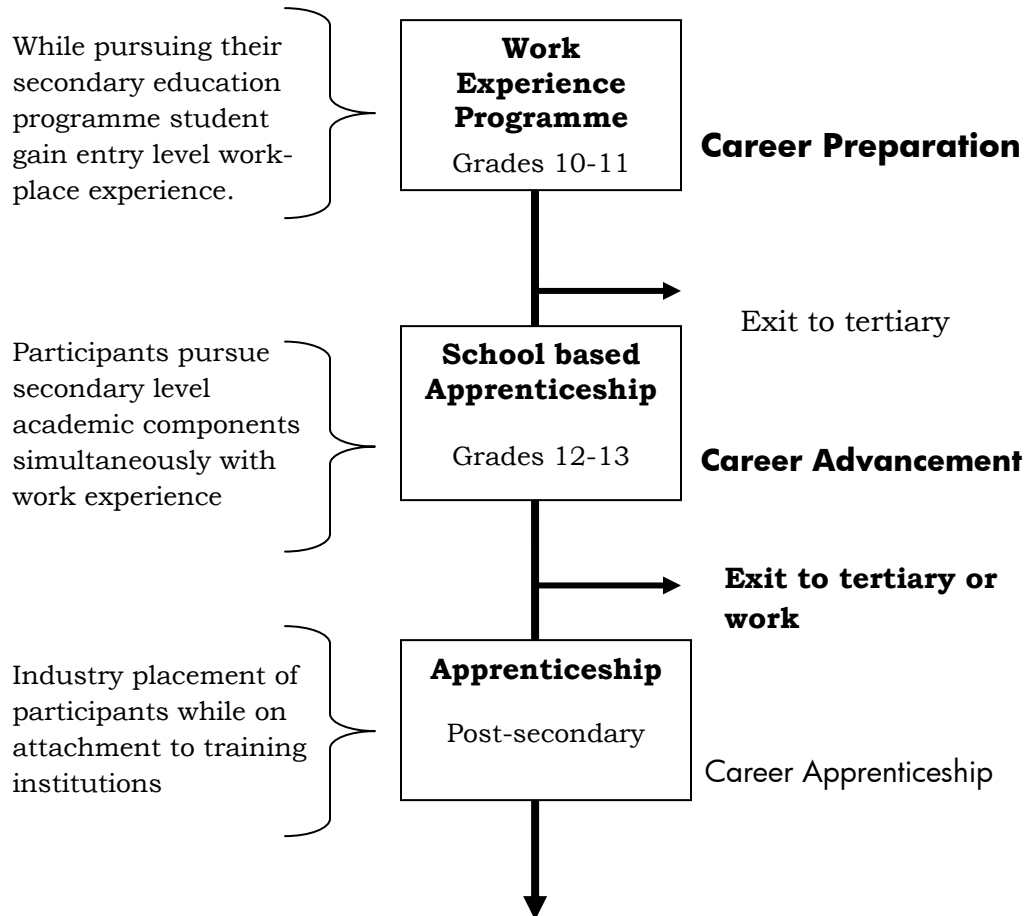 While pursuing their
secondary education
programme student
gain entry level work-
place experience.
Work
Experience
Programme
Grades 10-11
Career Preparation
Exit to tertiary
Participants pursue
secondary level
academic components
simultaneously with
work experience
School based
Apprenticeship
Grades 12-13
Career Advancement
Exit to tertiary or
work
Industry placement of
participants while on
attachment to training
institutions
Apprenticeship
Post-secondary
Career Apprenticeship